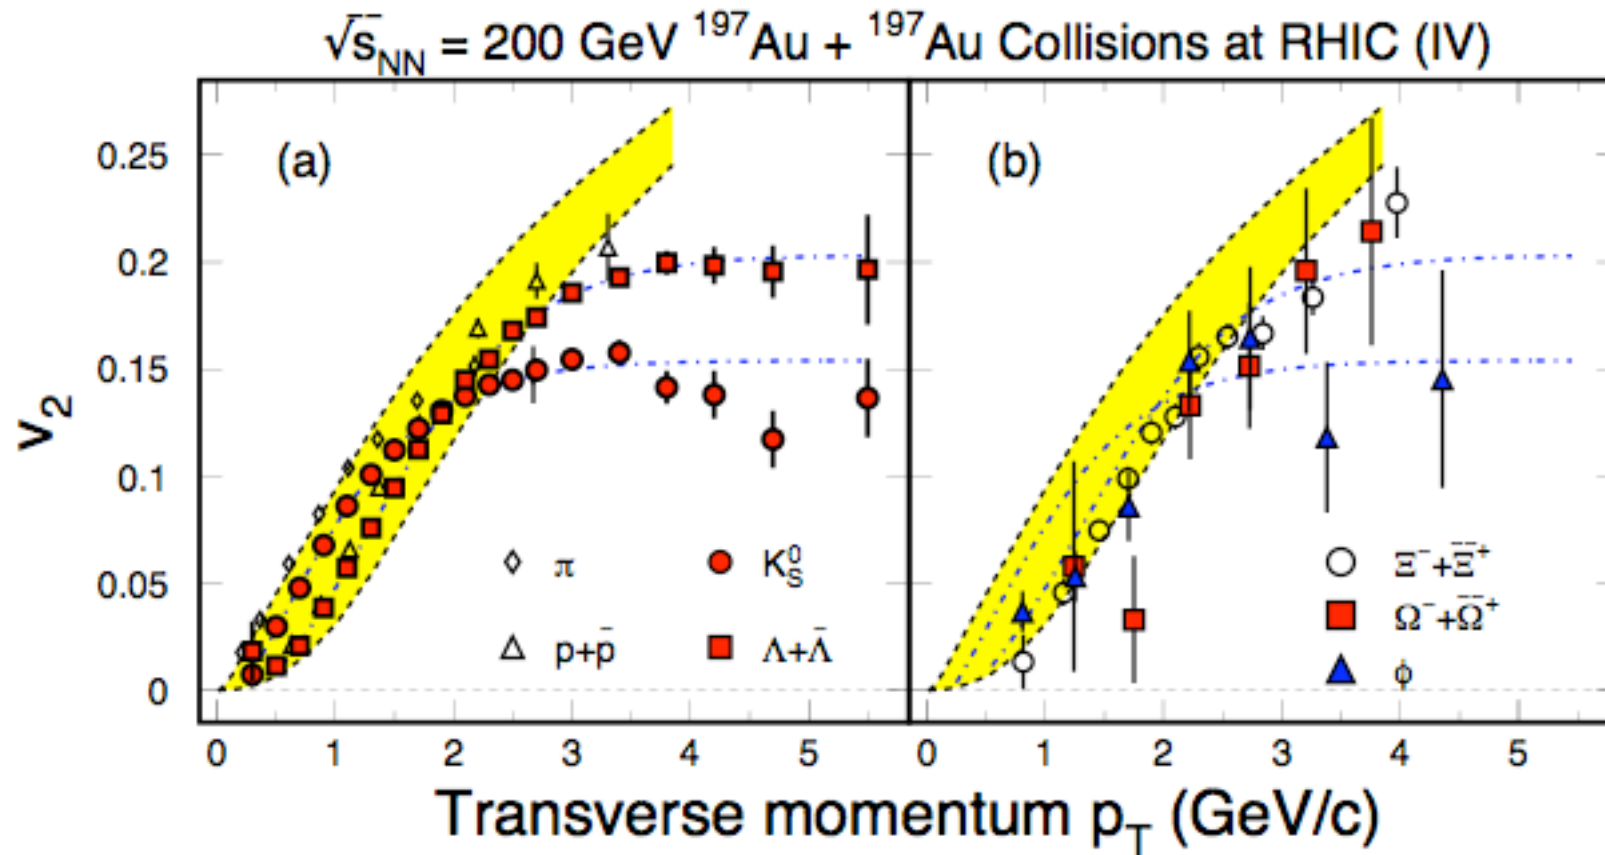 √s̅NN = 200 GeV ¹⁹⁷Au + ¹⁹⁷Au Collisions at RHIC (IV)
(a)
(b)
0.25
0.2
0.15
0.1
0.05
0
v₂
π
K⁰S
p+p̄
Λ+Λ̄
Ξ⁻+Ξ̄⁺
Ω⁻+Ω̄⁺
ϕ
0 1 2 3 4 5
0 1 2 3 4 5
Transverse momentum pT (GeV/c)